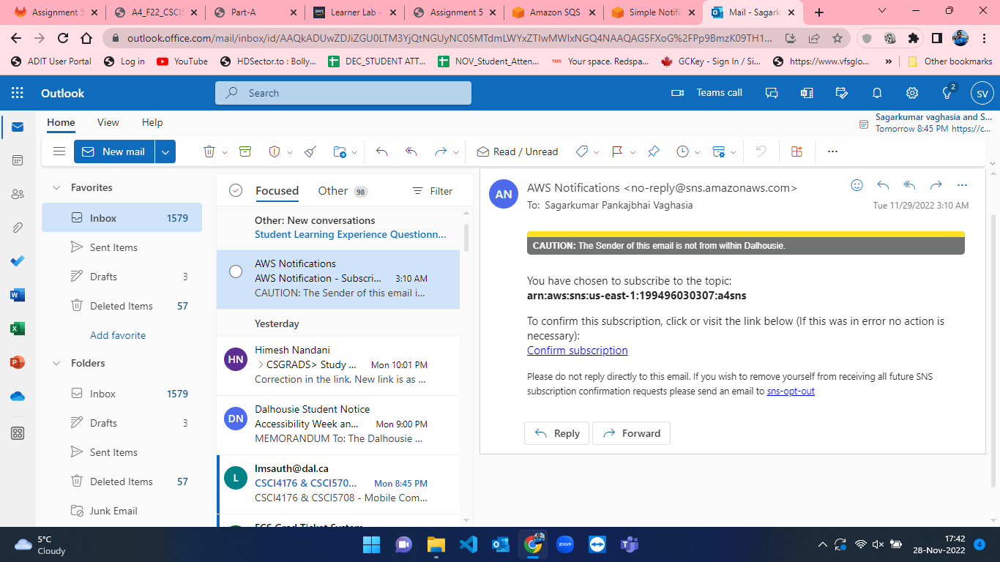 Assignment 5
A4_F22_CSCI5
Part-A
Learner Lab -
Assignment 5
Amazon SQS
Simple Notifi
Mail - Sagark
outlook.office.com/mail/inbox/id/AAQkADUwZDJiZGU0LTM3YjQtNGUyNC05MTdmLWYxZTIwMWIxNGQ4NAAQAG5FXoG%2FPp9BmzK09TH1...
ADIT User Portal
Log in
YouTube
HDSector.to : Bolly...
DEC_STUDENT ATT...
NOV_Student_Atten...
Your space. Redspa...
GCKey - Sign In / Si...
https://www.vfsglo...
»
Other bookmarks
Outlook
Search
Teams call
2
SV
Home
View
Help
Sagarkumar vaghasia and S...
Tomorrow 8:45 PM https://c...
New mail
Read / Unread
Favorites
Inbox 1579
Sent Items
Drafts 3
Deleted Items 57
Add favorite
Folders
Inbox 1579
Drafts 3
Sent Items
Deleted Items 57
Junk Email
Focused
Other 98
Filter
Other: New conversations
Student Learning Experience Questionn...
AWS Notifications
AWS Notification - Subscri... 3:10 AM
CAUTION: The Sender of this email i...
Yesterday
HN
Himesh Nandani
CSGRADS> Study ... Mon 10:01 PM
Correction in the link. New link is as ...
DN
Dalhousie Student Notice
Accessibility Week an... Mon 9:00 PM
MEMORANDUM To: The Dalhousie ...
L
lmsauth@dal.ca
CSCI4176 & CSCI570... Mon 8:45 PM
CSCI4176 & CSCI5708 - Mobile Com...
FCS Grad Ticket System
AN
AWS Notifications <no-reply@sns.amazonaws.com>
To: Sagarkumar Pankajbhai Vaghasia
Tue 11/29/2022 3:10 AM
CAUTION: The Sender of this email is not from within Dalhousie.
You have chosen to subscribe to the topic:
arn:aws:sns:us-east-1:199496030307:a4sns
To confirm this subscription, click or visit the link below (If this was in error no action is
necessary):
Confirm subscription
Please do not reply directly to this email. If you wish to remove yourself from receiving all future SNS
subscription confirmation requests please send an email to sns-opt-out
Reply
Forward
5°C
Cloudy
zoom
17:42
28-Nov-2022
4